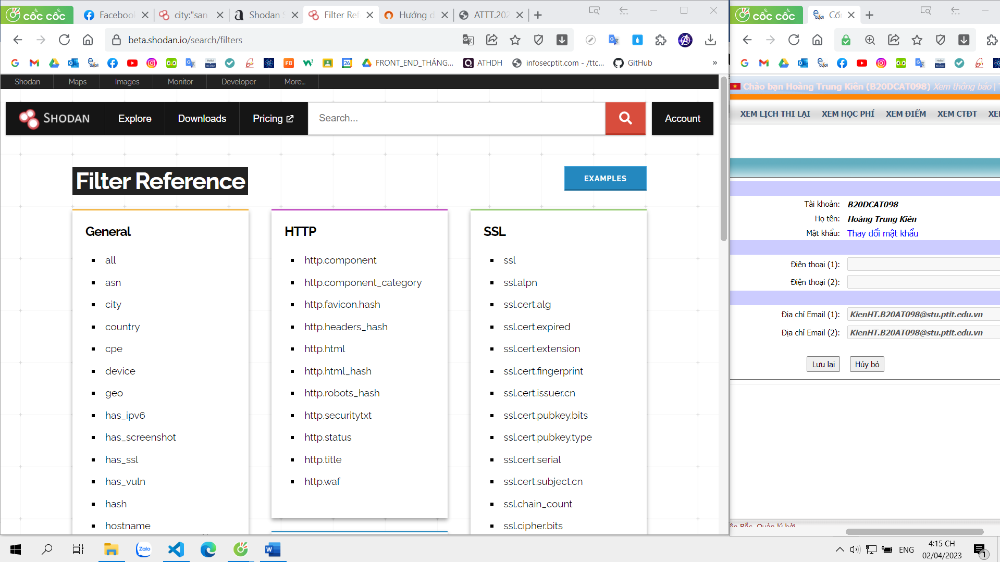 cốc cốc
Facebook
city:"san
Shodan S
Filter Ref
Hướng d
ATTT.202
beta.shodan.io/search/filters
FRONT_END_THÁNG...
ATHDH
infosecptit.com - /ttc...
GitHub
»
Shodan
Maps
Images
Monitor
Developer
More...
SHODAN
Explore
Downloads
Pricing
Search...
Account
Filter Reference
EXAMPLES
General
all
asn
city
country
cpe
device
geo
has_ipv6
has_screenshot
has_ssl
has_vuln
hash
hostname
HTTP
http.component
http.component_category
http.favicon.hash
http.headers_hash
http.html
http.html_hash
http.robots_hash
http.securitytxt
http.status
http.title
http.waf
SSL
ssl
ssl.alpn
ssl.cert.alg
ssl.cert.expired
ssl.cert.extension
ssl.cert.fingerprint
ssl.cert.issuer.cn
ssl.cert.pubkey.bits
ssl.cert.pubkey.type
ssl.cert.serial
ssl.cert.subject.cn
ssl.chain_count
ssl.cipher.bits
cốc cốc
Cổ
Chào bạn Hoàng Trung Kiên (B20DCAT098) Xem thông báo |
XEM LỊCH THI LẠI
XEM HỌC PHÍ
XEM ĐIỂM
XEM CTĐT
XE
Tài khoản: B20DCAT098
Họ tên: Hoàng Trung Kiên
Mật khẩu: Thay đổi mật khẩu
Điện thoại (1):
Điện thoại (2):
Địa chỉ Email (1): KienHT.B20AT098@stu.ptit.edu.vn
Địa chỉ Email (2): KienHT.B20AT098@stu.ptit.edu.vn
Lưu lại
Hủy bỏ
Zalo
ENG
4:15 CH
02/04/2023
1